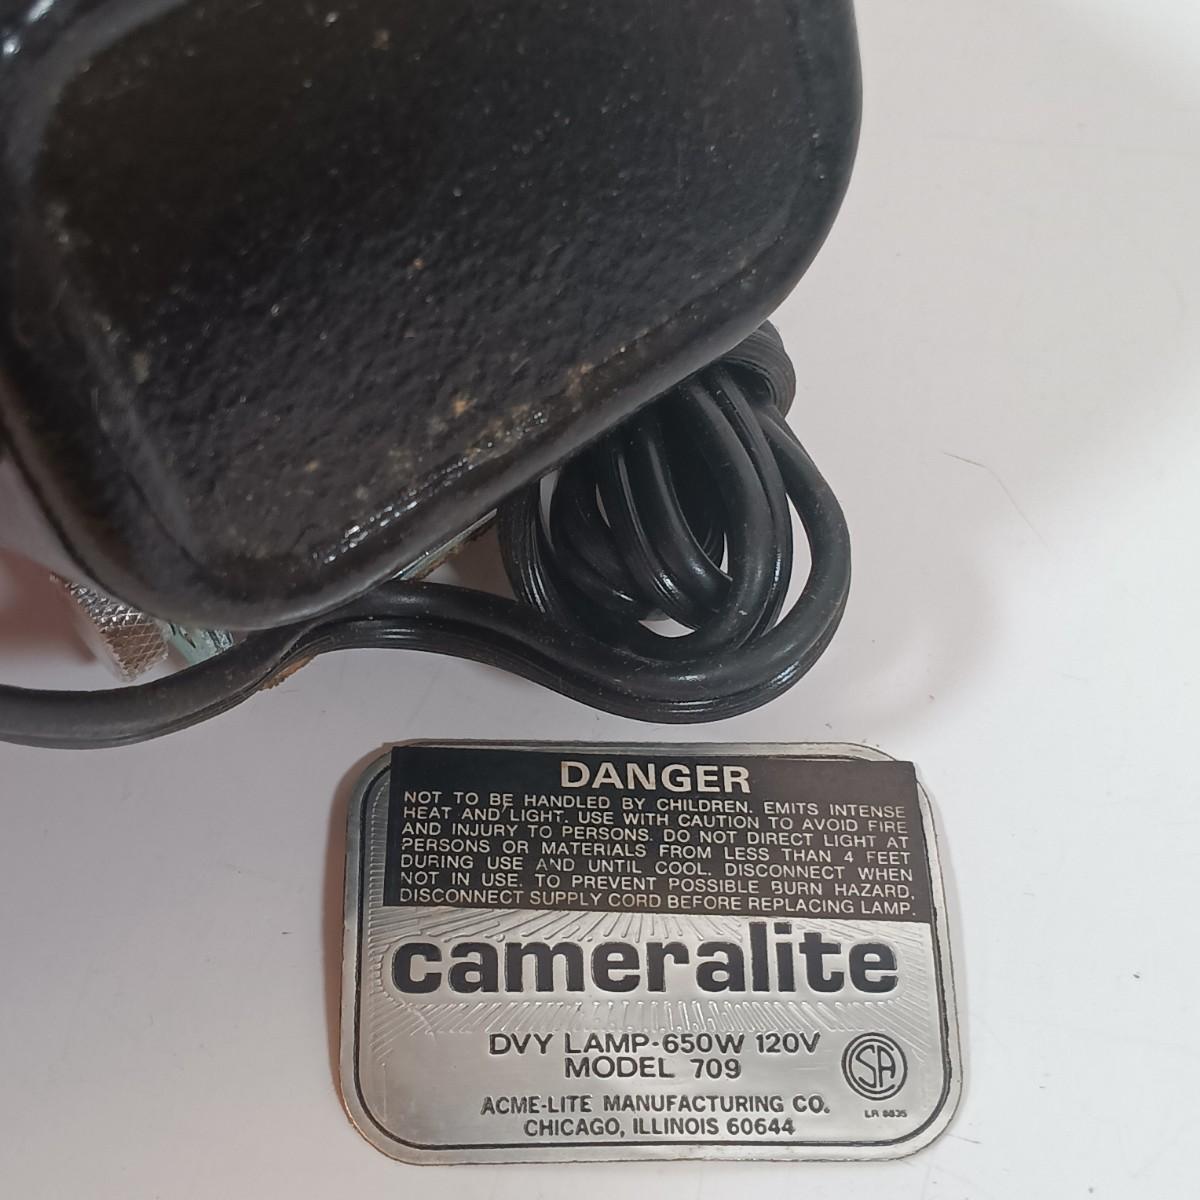 DANGER
NOT TO BE HANDLED BY CHILDREN. EMITS INTENSE
HEAT AND LIGHT. USE WITH CAUTION TO AVOID FIRE
AND INJURY TO PERSONS. DO NOT DIRECT LIGHT AT
PERSONS OR MATERIALS FROM LESS THAN 4 FEET
DURING USE AND UNTIL COOL. DISCONNECT WHEN
NOT IN USE. TO PREVENT POSSIBLE BURN HAZARD,
DISCONNECT SUPPLY CORD BEFORE REPLACING LAMP.
cameralite
DVY LAMP-650W 120V
MODEL 709
SA
LR 6835
ACME-LITE MANUFACTURING CO.
CHICAGO, ILLINOIS 60644